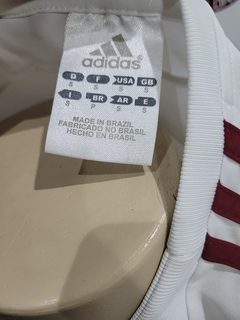 adidas
D F USA GB
S S S S
I BR AR E
S P S S
MADE IN BRAZIL
FABRICADO NO BRASIL
HECHO EN BRASIL